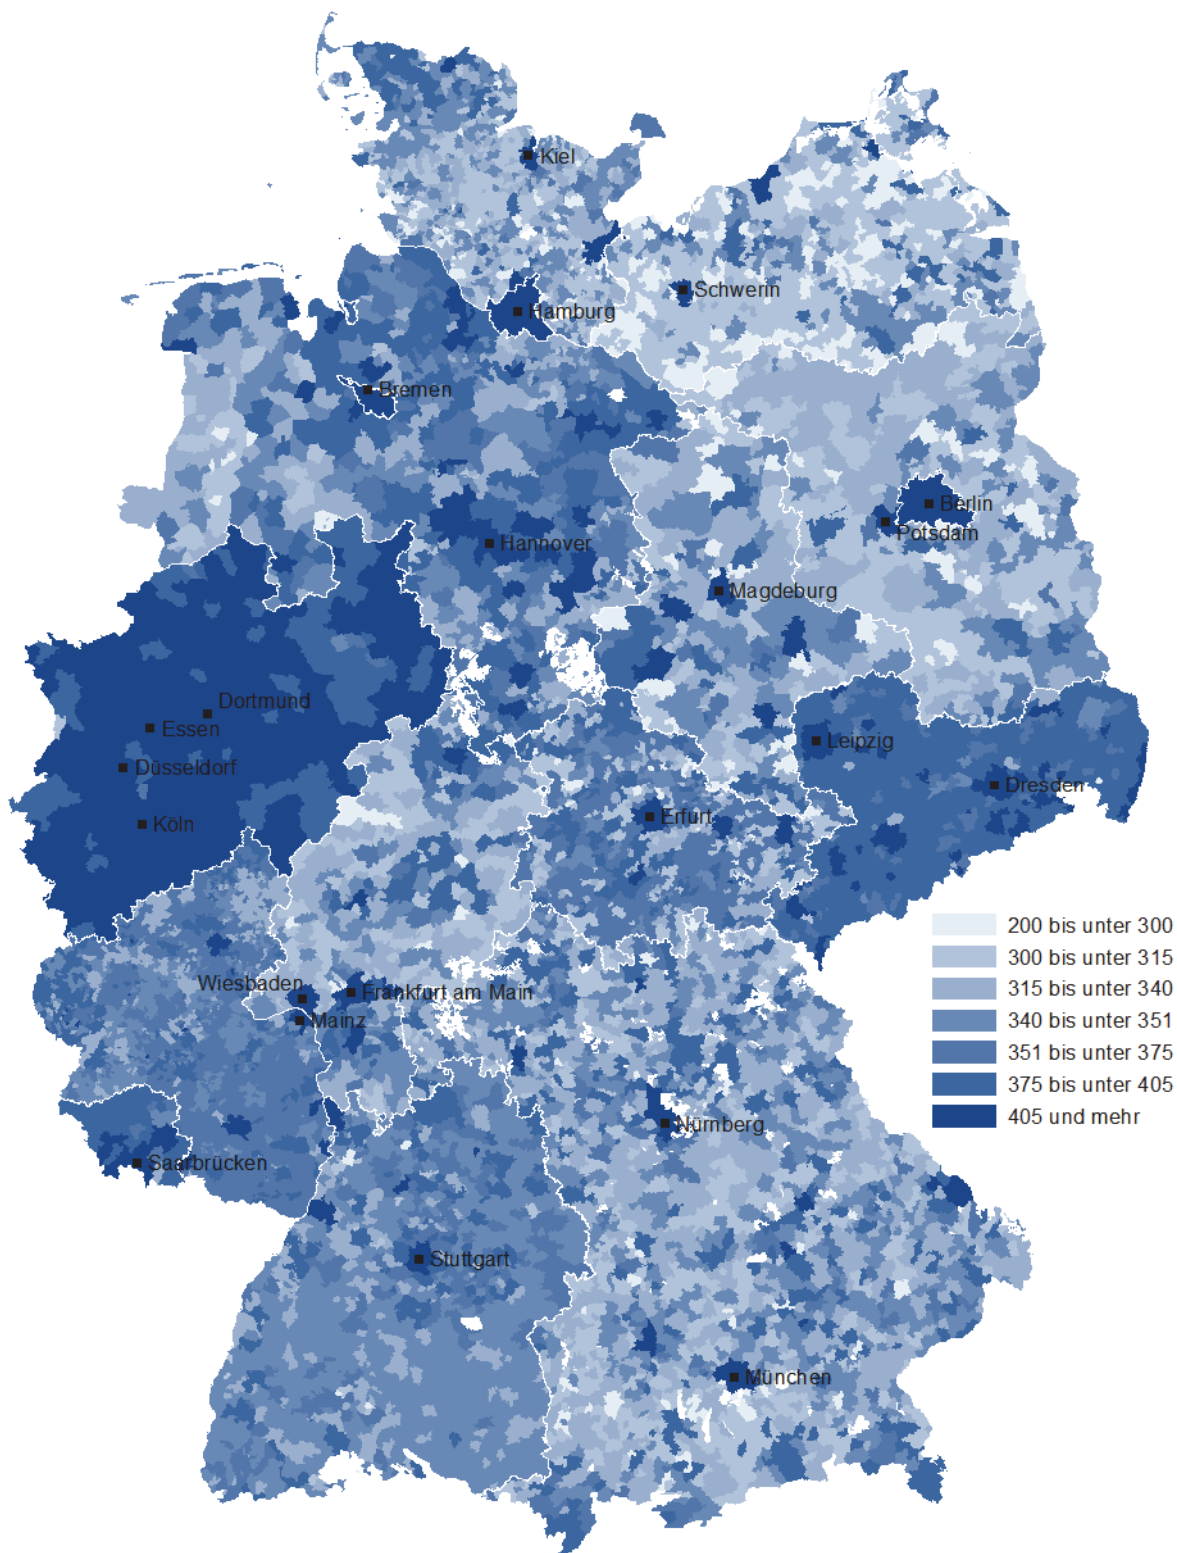 Kiel
Schwerin
Hamburg
Bremen
Berlin
Potsdam
Hannover
Magdeburg
Dortmund
Essen
Düsseldorf
Köln
Leipzig
Dresden
Erfurt
Wiesbaden
Frankfurt am Main
Mainz
Nürnberg
Saarbrücken
Stuttgart
München
200 bis unter 300
300 bis unter 315
315 bis unter 340
340 bis unter 351
351 bis unter 375
375 bis unter 405
405 und mehr